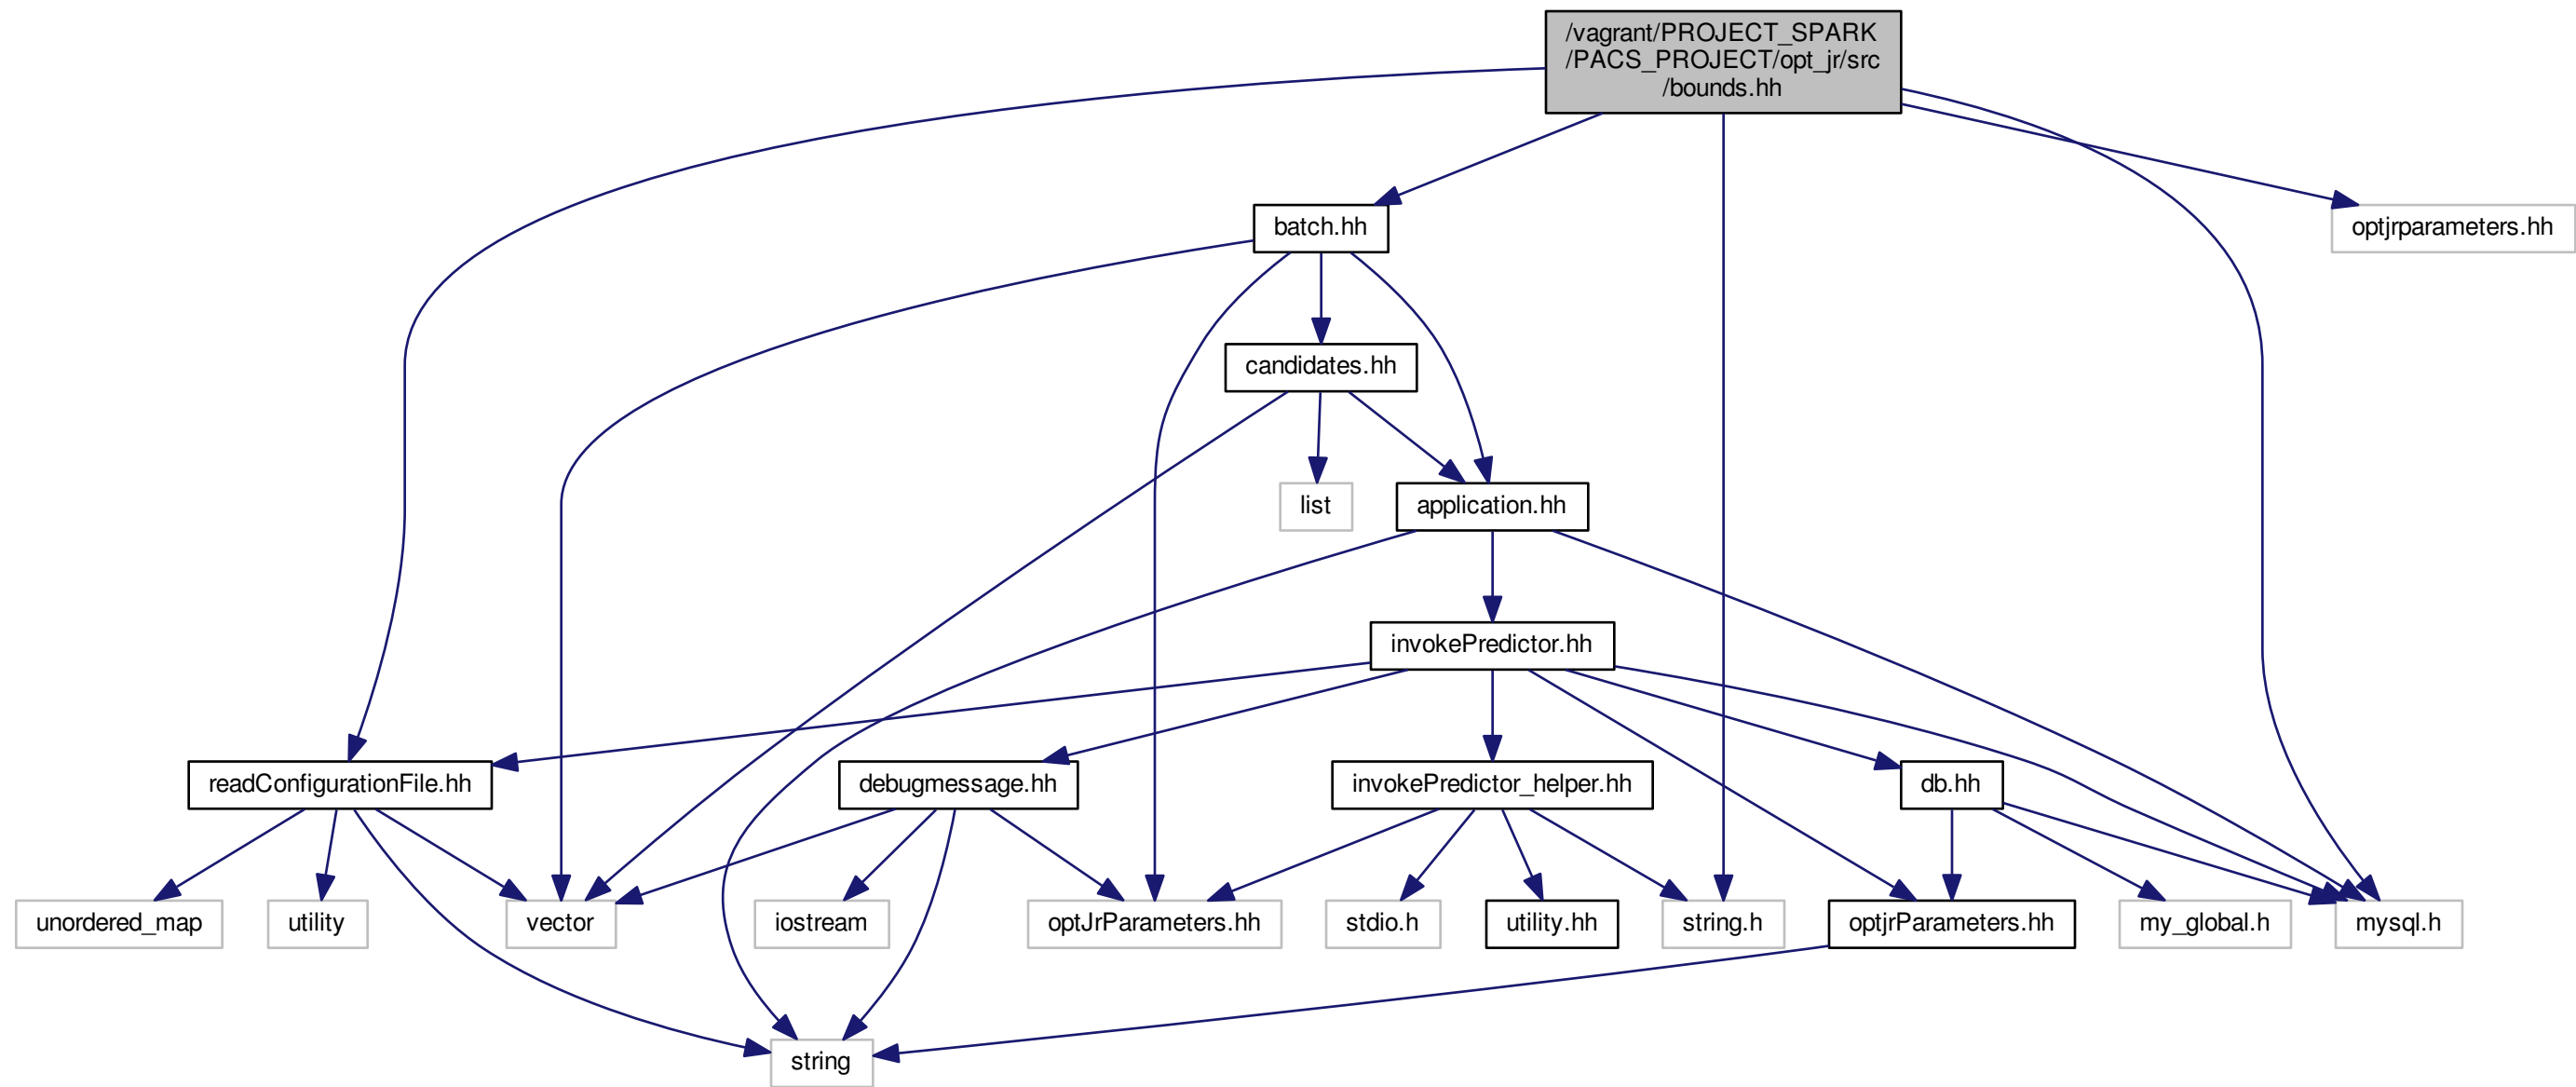 /vagrant/PROJECT_SPARK
/PACS_PROJECT/opt_jr/src
/bounds.hh
batch.hh
optjrparameters.hh
candidates.hh
list
application.hh
invokePredictor.hh
readConfigurationFile.hh
debugmessage.hh
invokePredictor_helper.hh
db.hh
unordered_map
utility
vector
iostream
optJrParameters.hh
stdio.h
utility.hh
string.h
optjrParameters.hh
my_global.h
mysql.h
string